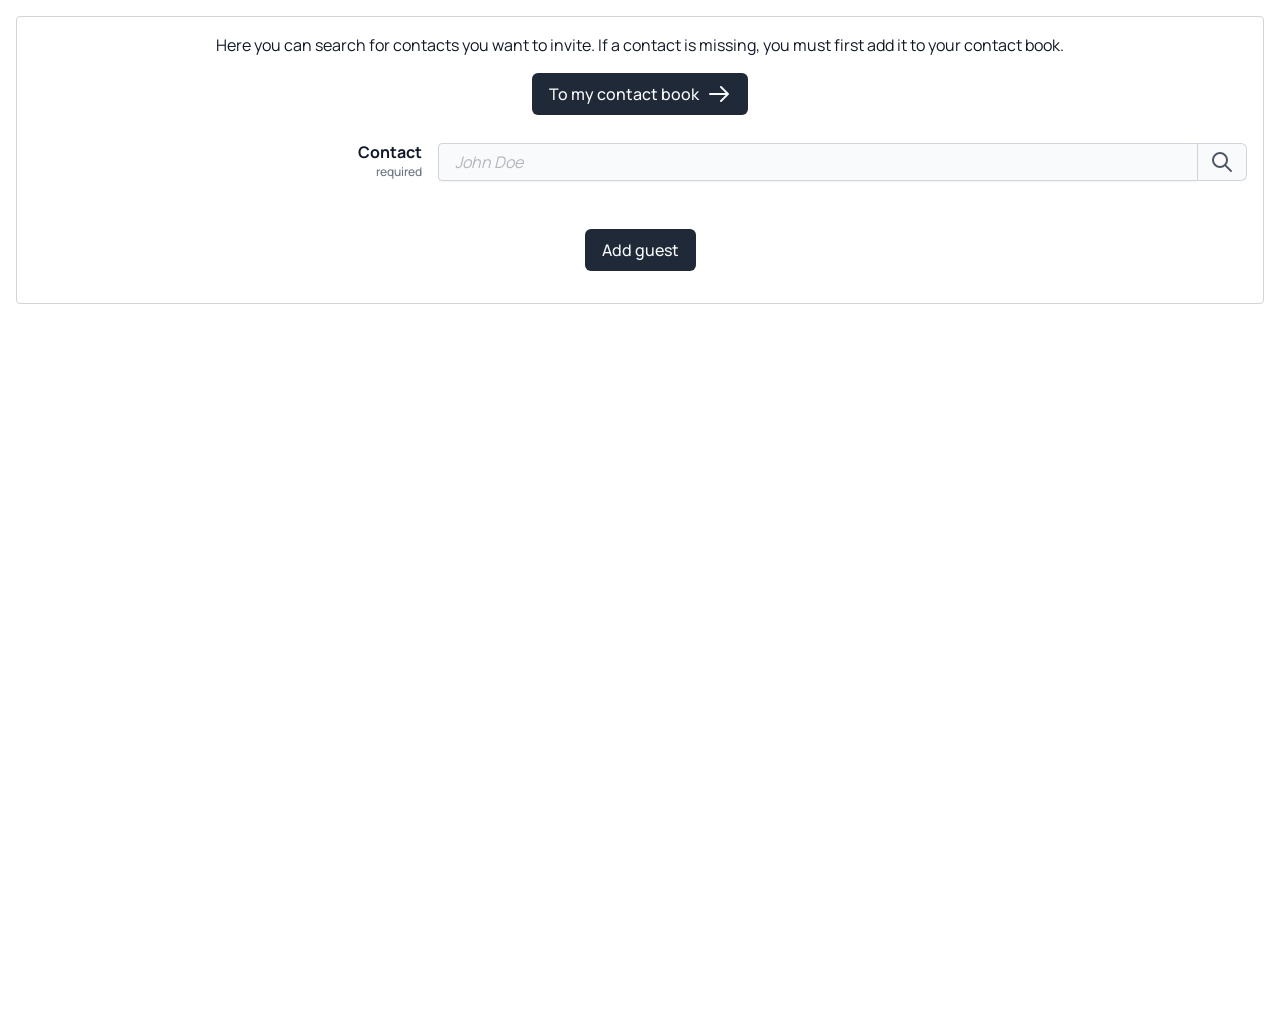 Here you can search for contacts you want to invite. If a contact is missing, you must first add it to your contact book.
To my contact book
Contact
required
John Doe
Add guest